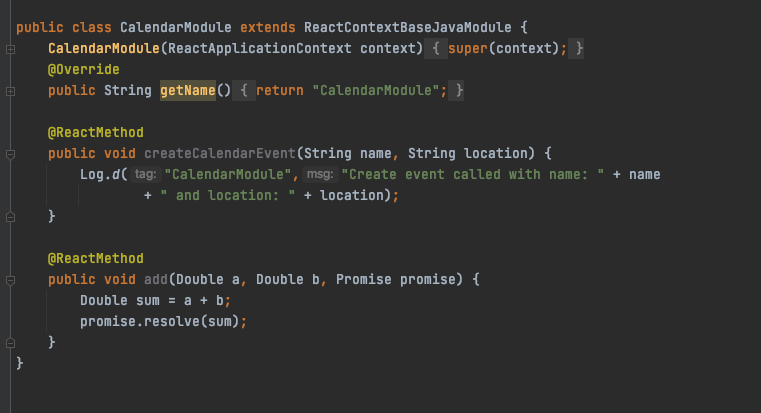 public class CalendarModule extends ReactContextBaseJavaModule {
CalendarModule(ReactApplicationContext context) { super(context); }
@Override
public String getName() { return "CalendarModule"; }
@ReactMethod
public void createCalendarEvent(String name, String location) {
Log.d( tag: "CalendarModule", msg: "Create event called with name: " + name
+ " and location: " + location);
}
@ReactMethod
public void add(Double a, Double b, Promise promise) {
Double sum = a + b;
promise.resolve(sum);
}
}